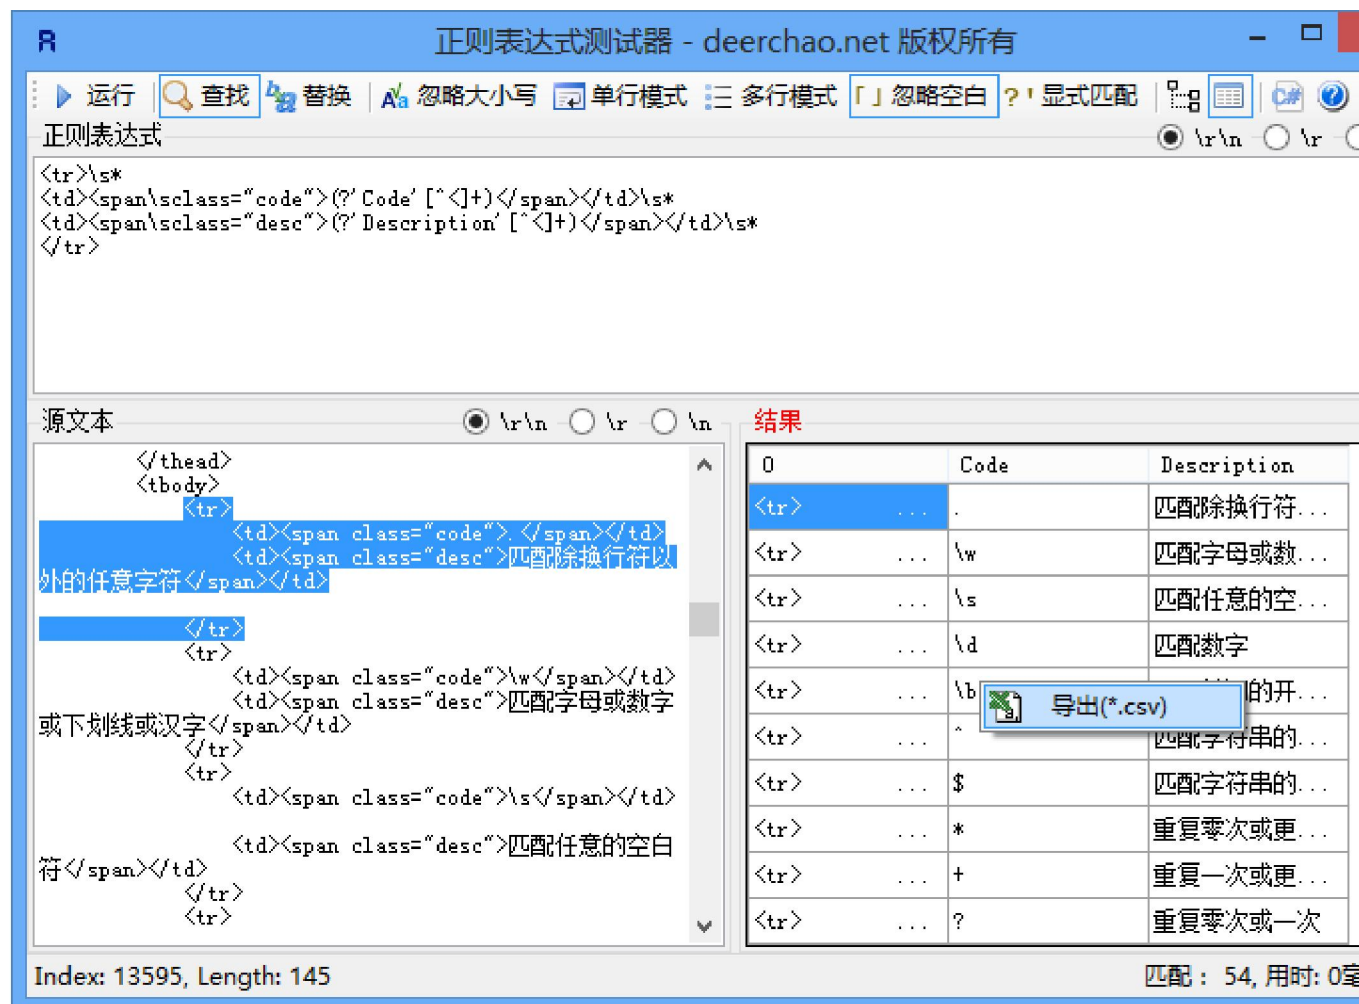 正则表达式测试器 - deerchao.net 版权所有
运行 查找 替换 忽略大小写 单行模式 多行模式 忽略空白 显式匹配
正则表达式 \r\n \r
<tr>\s*
<td><span\sclass="code">(?'Code'[^<]+)</span></td>\s*
<td><span\sclass="desc">(?'Description'[^<]+)</span></td>\s*
</tr>
源文本 \r\n \r \n
</thead>
<tbody>
<tr>
<td><span class="code">.</span></td>
<td><span class="desc">匹配除换行符以
外的任意字符</span></td>
</tr>
<tr>
<td><span class="code">\w</span></td>
<td><span class="desc">匹配字母或数字
或下划线或汉字</span></td>
</tr>
<tr>
<td><span class="code">\s</span></td>
<td><span class="desc">匹配任意的空白
符</span></td>
</tr>
<tr>
结果
0 Code Description
<tr> ... . 匹配除换行符...
<tr> ... \w 匹配字母或数...
<tr> ... \s 匹配任意的空...
<tr> ... \d 匹配数字
<tr> ... \b 的开...
导出(*.csv)
<tr> ... ^ 匹配字符串的...
<tr> ... $ 匹配字符串的...
<tr> ... * 重复零次或更...
<tr> ... + 重复一次或更...
<tr> ... ? 重复零次或一次
Index: 13595, Length: 145
匹配： 54, 用时: 0毫